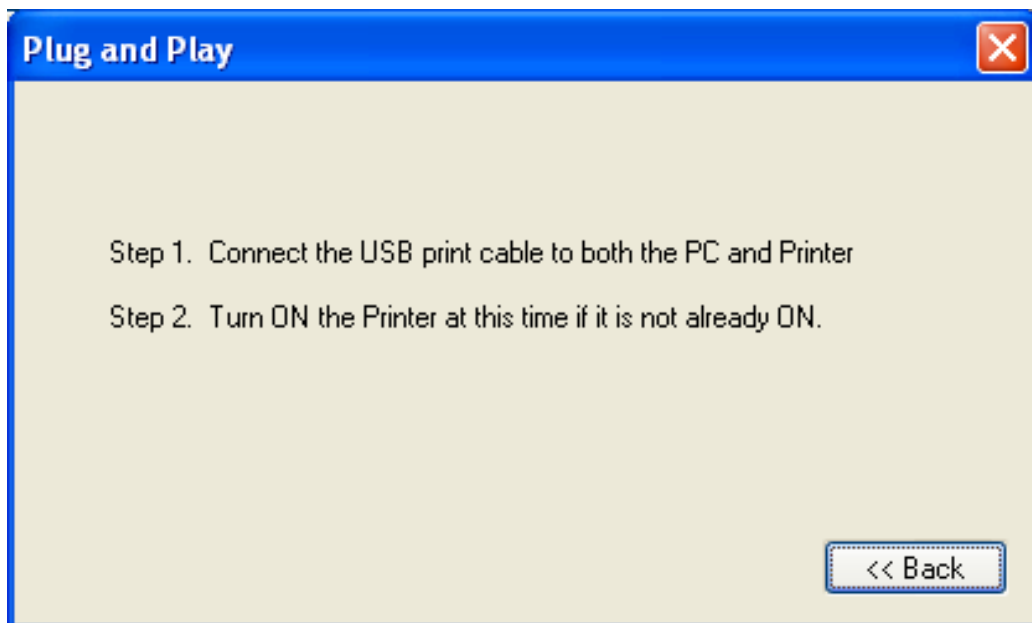 Plug and Play
Step 1. Connect the USB print cable to both the PC and Printer
Step 2. Turn ON the Printer at this time if it is not already ON.
<< Back